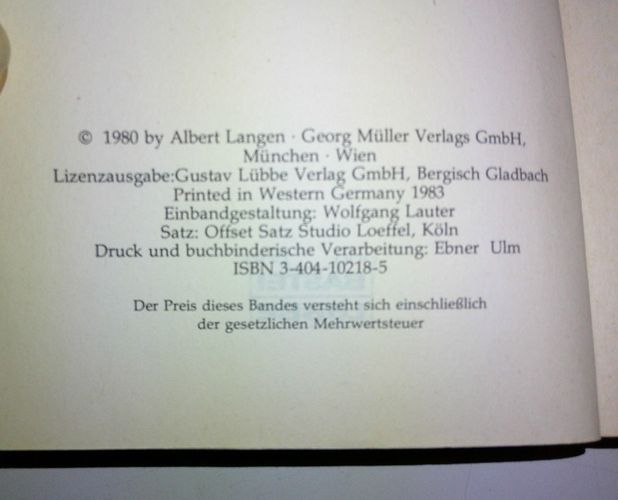 © 1980 by Albert Langen · Georg Müller Verlags GmbH,
München · Wien
Lizenzausgabe:Gustav Lübbe Verlag GmbH, Bergisch Gladbach
Printed in Western Germany 1983
Einbandgestaltung: Wolfgang Lauter
Satz: Offset Satz Studio Loeffel, Köln
Druck und buchbinderische Verarbeitung: Ebner Ulm
ISBN 3-404-10218-5
Der Preis dieses Bandes versteht sich einschließlich
der gesetzlichen Mehrwertsteuer